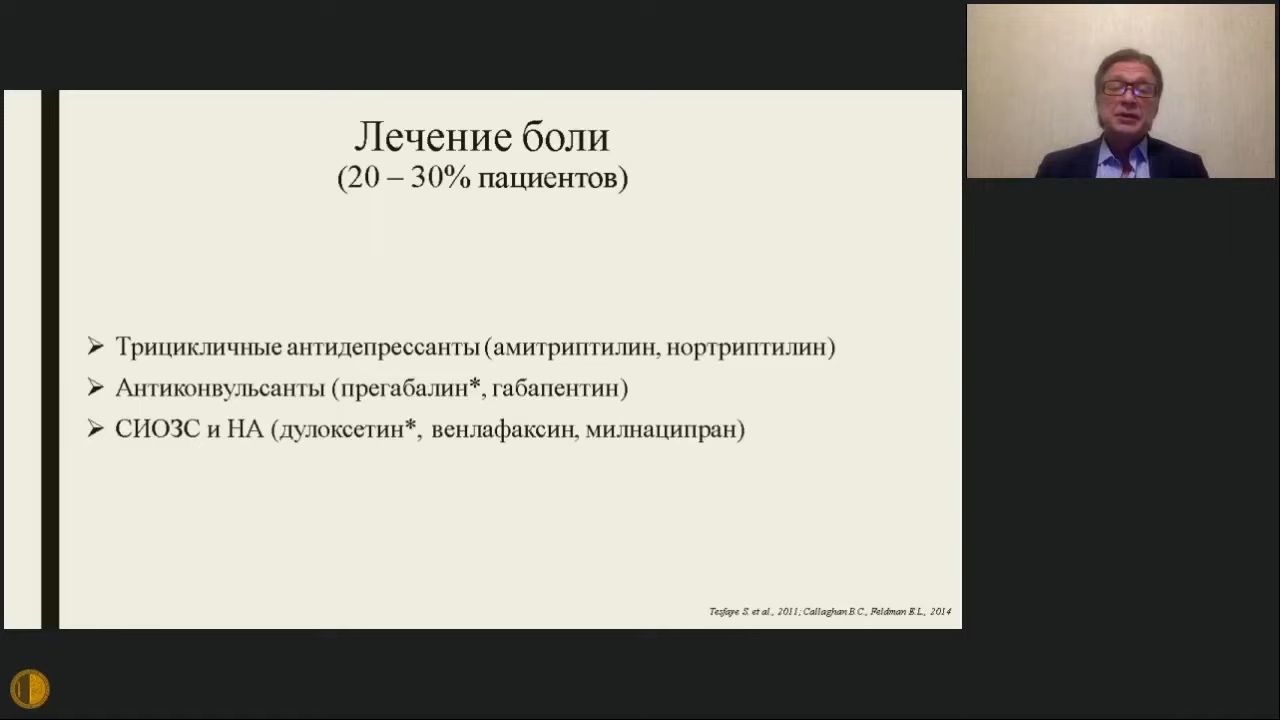 Лечение боли
(20 – 30% пациентов)
➢ Трицикличные антидепрессанты (амитриптилин, нортриптилин)
➢ Антиконвульсанты (прегабалин*, габапентин)
➢ СИОЗС и НА (дулоксетин*, венлафаксин, милнаципран)
Tesfaye S. et al., 2011; Callaghan B.C., Feldman E.L., 2014